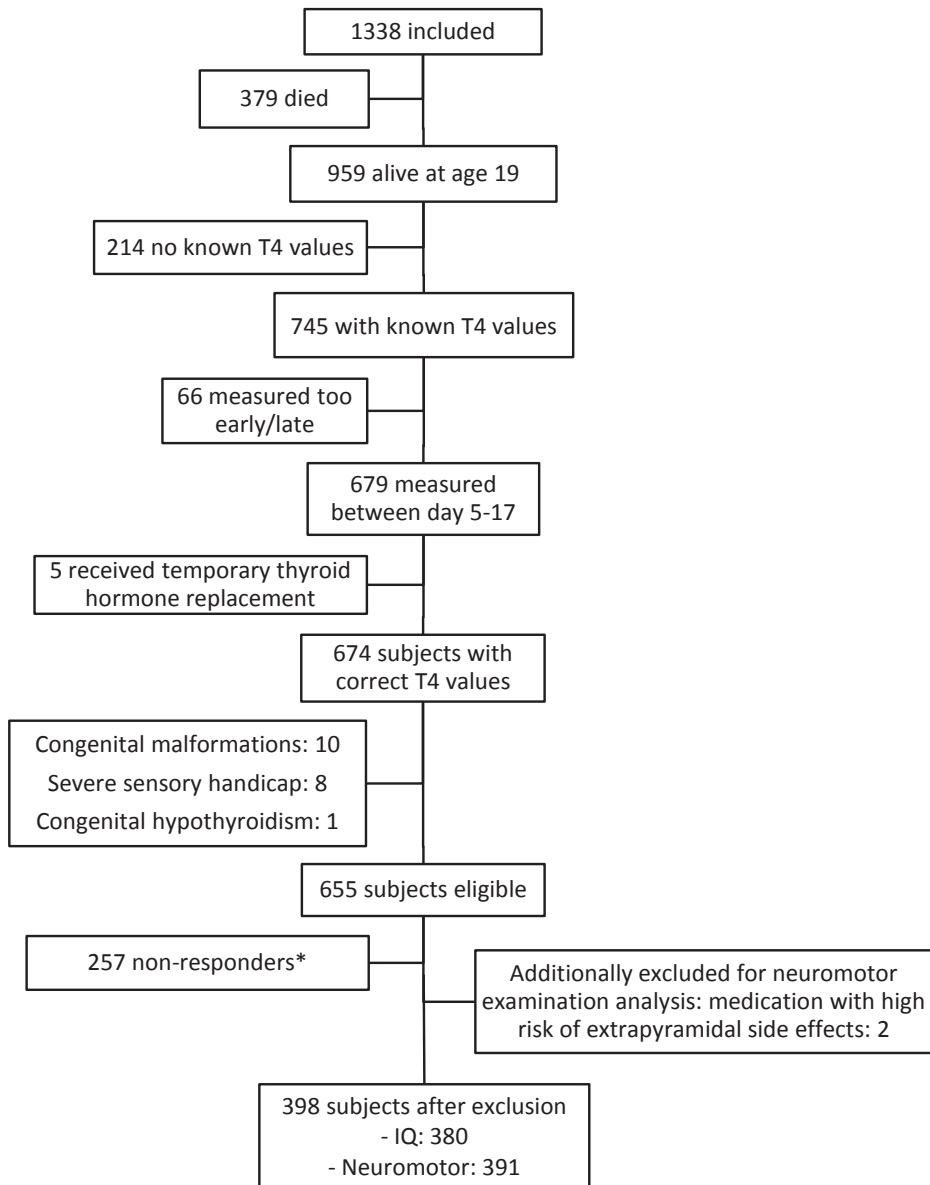 1338 included
379 died
959 alive at age 19
214 no known T4 values
745 with known T4 values
66 measured too
early/late
679 measured
between day 5-17
5 received temporary thyroid
hormone replacement
674 subjects with
correct T4 values
Congenital malformations: 10
Severe sensory handicap: 8
Congenital hypothyroidism: 1
655 subjects eligible
257 non-responders*
Additionally excluded for neuromotor
examination analysis: medication with high
risk of extrapyramidal side effects: 2
398 subjects after exclusion
- IQ: 380
- Neuromotor: 391